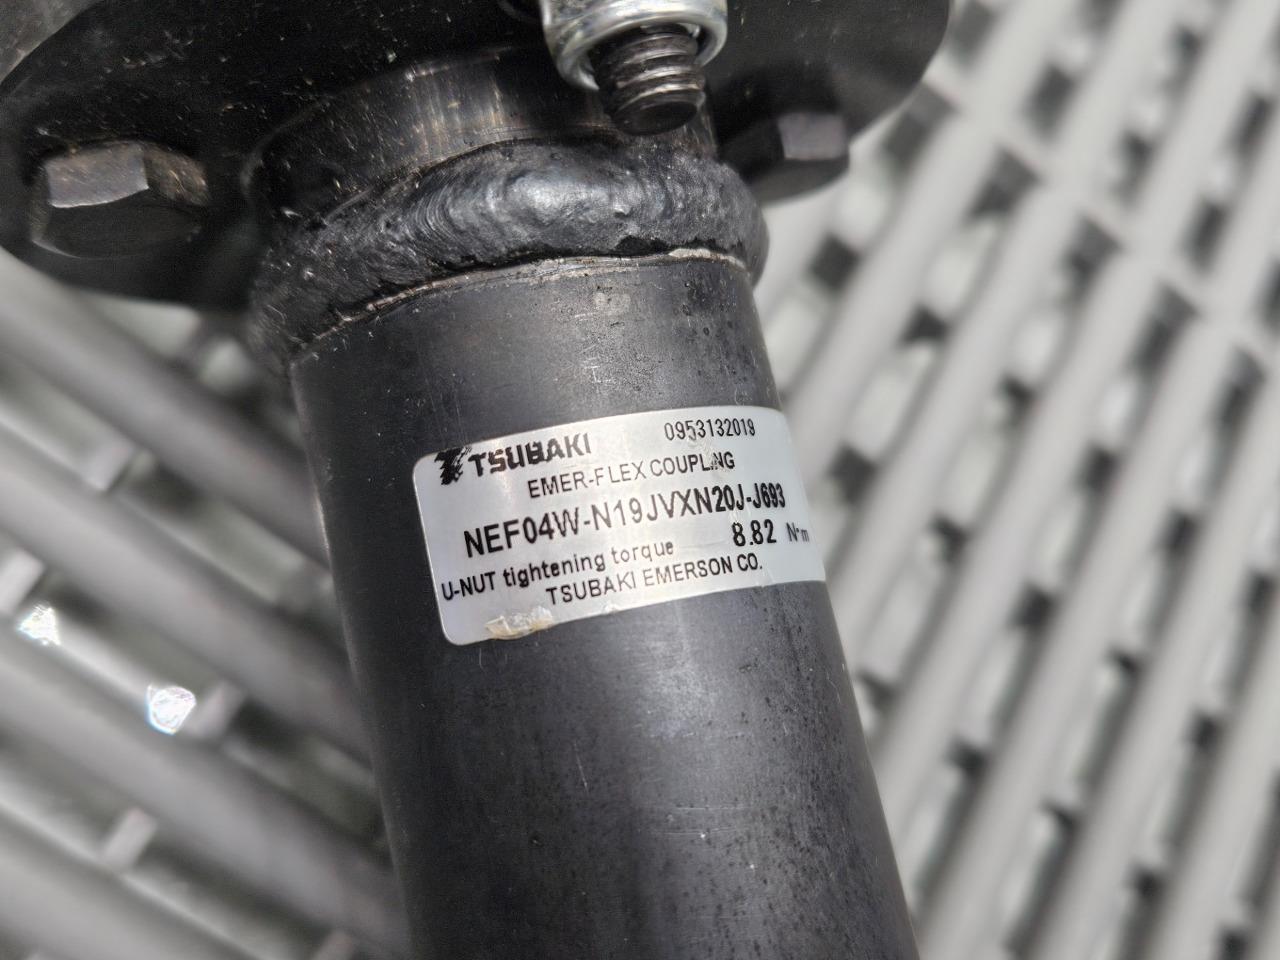 TSUBAKI 0953132019
EMER-FLEX COUPLING
NEF04W-N19JVXN20J-J693
U-NUT tightening torque 8.82 N·m
TSUBAKI EMERSON CO.